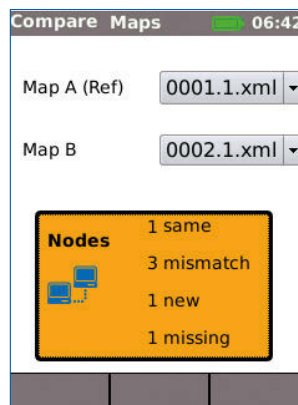 Compare Maps 06:42
Map A (Ref) 0001.1.xml
Map B 0002.1.xml
Nodes
1 same
3 mismatch
1 new
1 missing